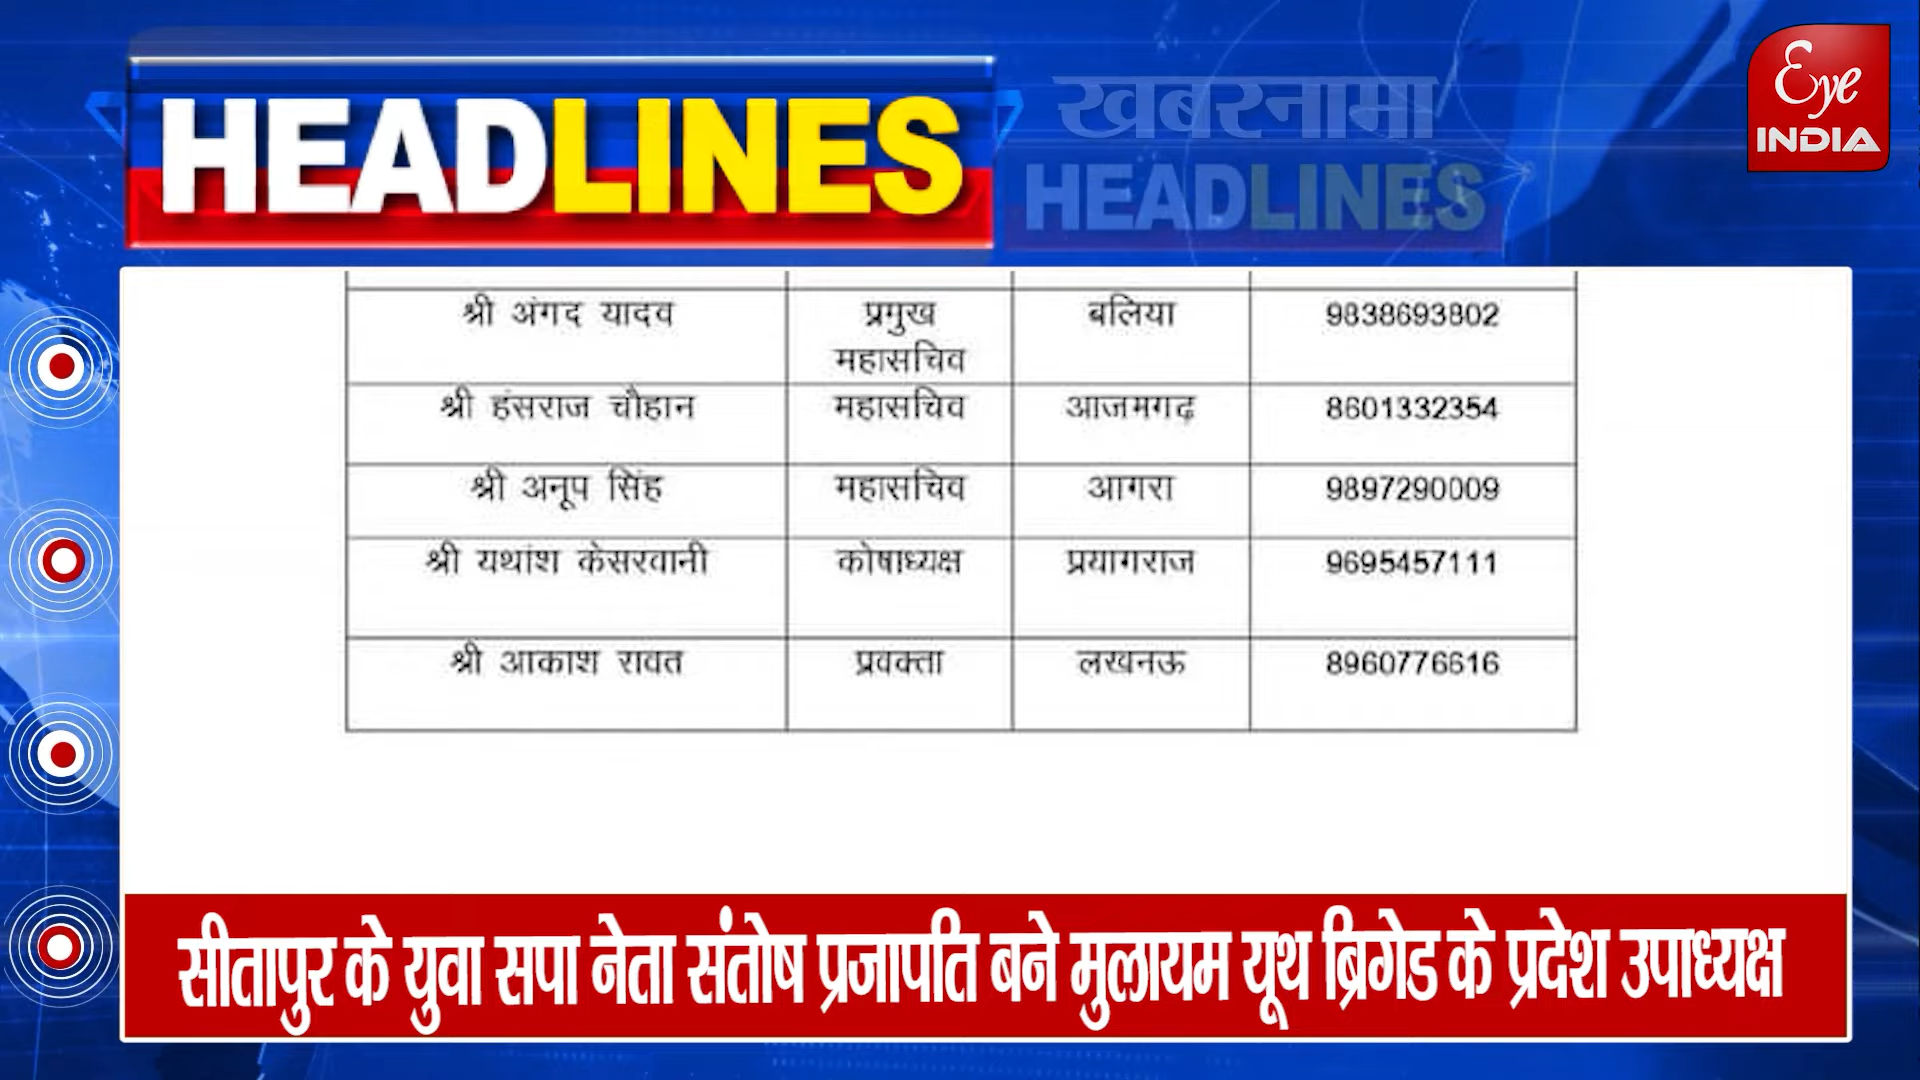 HEADLINES
खबरनामा
HEADLINES
Eye
INDIA
श्री अंगद यादव प्रमुख महासचिव बलिया 9838693802
श्री हंसराज चौहान महासचिव आजमगढ़ 8601332354
श्री अनूप सिंह महासचिव आगरा 9897290009
श्री यथांश केसरवानी कोषाध्यक्ष प्रयागराज 9695457111
श्री आकाश रावत प्रवक्ता लखनऊ 8960776616
सीतापुर के युवा सपा नेता संतोष प्रजापति बने मुलायम यूथ ब्रिगेड के प्रदेश उपाध्यक्ष